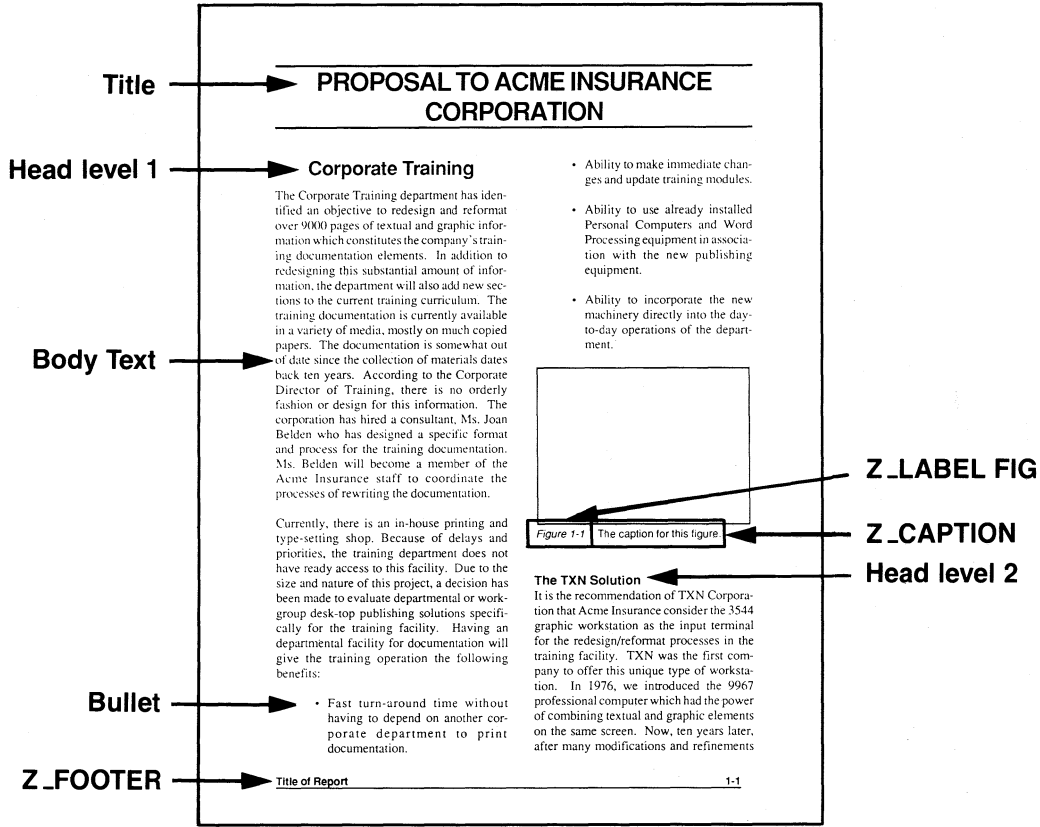 Title
PROPOSAL TO ACME INSURANCE
CORPORATION
Head level 1
Corporate Training
The Corporate Training department has iden-
tified an objective to redesign and reformat
over 9000 pages of textual and graphic infor-
mation which constitutes the company's train-
ing documentation elements. In addition to
redesigning this substantial amount of infor-
mation, the department will also add new sec-
tions to the current training curriculum. The
training documentation is currently available
in a variety of media, mostly on much copied
papers. The documentation is somewhat out
Body Text
of date since the collection of materials dates
back ten years. According to the Corporate
Director of Training, there is no orderly
fashion or design for this information. The
corporation has hired a consultant, Ms. Joan
Belden who has designed a specific format
and process for the training documentation.
Ms. Belden will become a member of the
Acme Insurance staff to coordinate the
processes of rewriting the documentation.
Currently, there is an in-house printing and
type-setting shop. Because of delays and
priorities, the training department does not
have ready access to this facility. Due to the
size and nature of this project, a decision has
been made to evaluate departmental or work-
group desk-top publishing solutions specifi-
cally for the training facility. Having an
departmental facility for documentation will
give the training operation the following
benefits:
Bullet
• Fast turn-around time without
having to depend on another cor-
porate department to print
documentation.
• Ability to make immediate chan-
ges and update training modules.
• Ability to use already installed
Personal Computers and Word
Processing equipment in associa-
tion with the new publishing
equipment.
• Ability to incorporate the new
machinery directly into the day-
to-day operations of the depart-
ment.
Z_LABEL FIG
Figure 1-1 The caption for this figure.
Z_CAPTION
The TXN Solution
Head level 2
It is the recommendation of TXN Corpora-
tion that Acme Insurance consider the 3544
graphic workstation as the input terminal
for the redesign/reformat processes in the
training facility. TXN was the first com-
pany to offer this unique type of worksta-
tion. In 1976, we introduced the 9967
professional computer which had the power
of combining textual and graphic elements
on the same screen. Now, ten years later,
after many modifications and refinements
Z_FOOTER
Title of Report 1-1